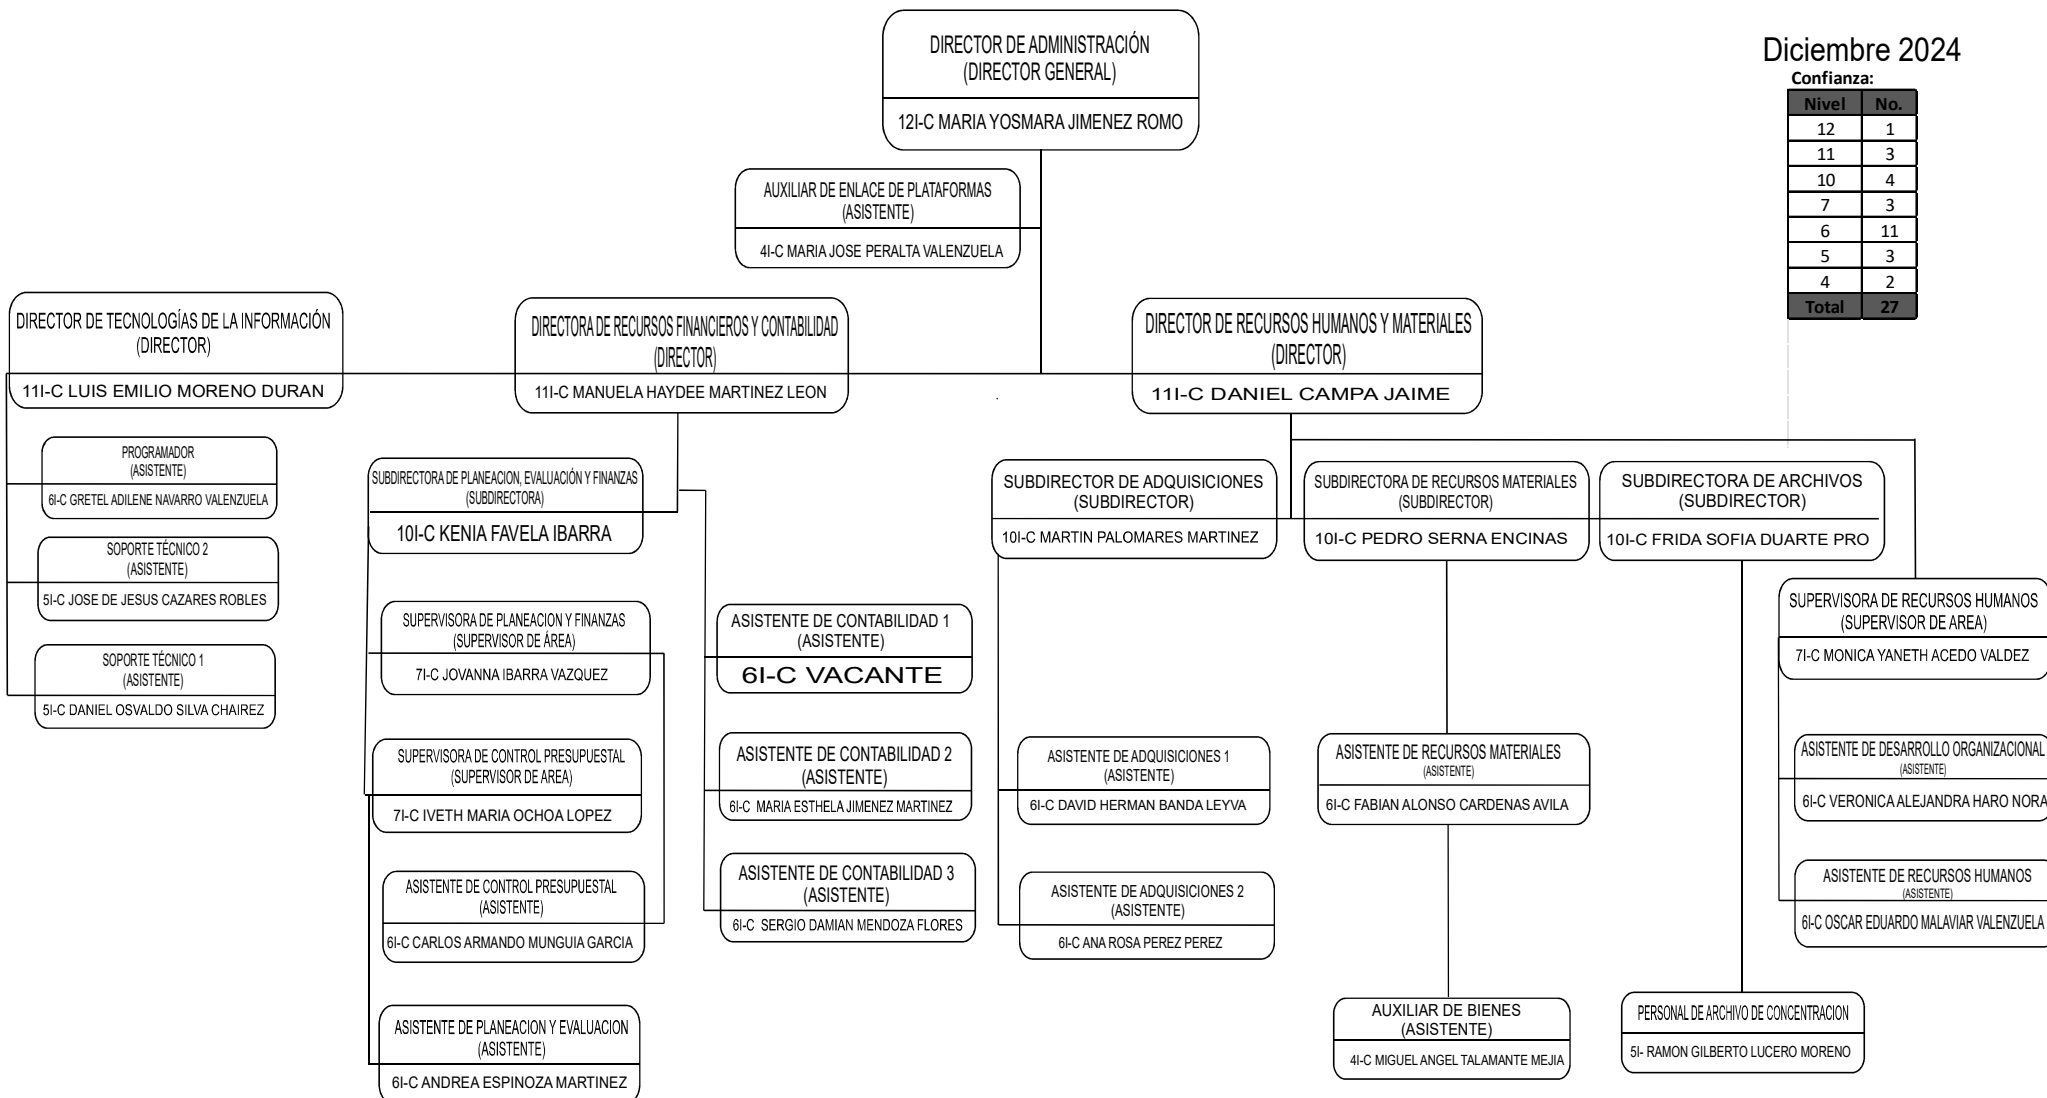 DIRECTOR DE ADMINISTRACIÓN
(DIRECTOR GENERAL)
12I-C MARIA YOSMARA JIMENEZ ROMO
Diciembre 2024
Confianza:
Nivel No.
12 1
11 3
10 4
7 3
6 11
5 3
4 2
Total 27
AUXILIAR DE ENLACE DE PLATAFORMAS
(ASISTENTE)
4I-C MARIA JOSE PERALTA VALENZUELA
DIRECTOR DE TECNOLOGÍAS DE LA INFORMACIÓN
(DIRECTOR)
11I-C LUIS EMILIO MORENO DURAN
DIRECTORA DE RECURSOS FINANCIEROS Y CONTABILIDAD
(DIRECTOR)
11I-C MANUELA HAYDEE MARTINEZ LEON
DIRECTOR DE RECURSOS HUMANOS Y MATERIALES
(DIRECTOR)
11I-C DANIEL CAMPA JAIME
PROGRAMADOR
(ASISTENTE)
6I-C GRETEL ADILENE NAVARRO VALENZUELA
SOPORTE TÉCNICO 2
(ASISTENTE)
5I-C JOSE DE JESUS CAZARES ROBLES
SOPORTE TÉCNICO 1
(ASISTENTE)
5I-C DANIEL OSVALDO SILVA CHAIREZ
SUBDIRECTORA DE PLANEACION, EVALUACIÓN Y FINANZAS
(SUBDIRECTORA)
10I-C KENIA FAVELA IBARRA
SUPERVISORA DE PLANEACION Y FINANZAS
(SUPERVISOR DE ÁREA)
7I-C JOVANNA IBARRA VAZQUEZ
SUPERVISORA DE CONTROL PRESUPUESTAL
(SUPERVISOR DE AREA)
7I-C IVETH MARIA OCHOA LOPEZ
ASISTENTE DE CONTROL PRESUPUESTAL
(ASISTENTE)
6I-C CARLOS ARMANDO MUNGUIA GARCIA
ASISTENTE DE PLANEACION Y EVALUACION
(ASISTENTE)
6I-C ANDREA ESPINOZA MARTINEZ
ASISTENTE DE CONTABILIDAD 1
(ASISTENTE)
6I-C VACANTE
ASISTENTE DE CONTABILIDAD 2
(ASISTENTE)
6I-C MARIA ESTHELA JIMENEZ MARTINEZ
ASISTENTE DE CONTABILIDAD 3
(ASISTENTE)
6I-C SERGIO DAMIAN MENDOZA FLORES
SUBDIRECTOR DE ADQUISICIONES
(SUBDIRECTOR)
10I-C MARTIN PALOMARES MARTINEZ
ASISTENTE DE ADQUISICIONES 1
(ASISTENTE)
6I-C DAVID HERMAN BANDA LEYVA
ASISTENTE DE ADQUISICIONES 2
(ASISTENTE)
6I-C ANA ROSA PEREZ PEREZ
SUBDIRECTORA DE RECURSOS MATERIALES
(SUBDIRECTOR)
10I-C PEDRO SERNA ENCINAS
ASISTENTE DE RECURSOS MATERIALES
(ASISTENTE)
6I-C FABIAN ALONSO CARDENAS AVILA
AUXILIAR DE BIENES
(ASISTENTE)
4I-C MIGUEL ANGEL TALAMANTE MEJIA
SUBDIRECTORA DE ARCHIVOS
(SUBDIRECTOR)
10I-C FRIDA SOFIA DUARTE PRO
PERSONAL DE ARCHIVO DE CONCENTRACION
5I- RAMON GILBERTO LUCERO MORENO
SUPERVISORA DE RECURSOS HUMANOS
(SUPERVISOR DE AREA)
7I-C MONICA YANETH ACEDO VALDEZ
ASISTENTE DE DESARROLLO ORGANIZACIONAL
(ASISTENTE)
6I-C VERONICA ALEJANDRA HARO NORA
ASISTENTE DE RECURSOS HUMANOS
(ASISTENTE)
6I-C OSCAR EDUARDO MALAVIAR VALENZUELA